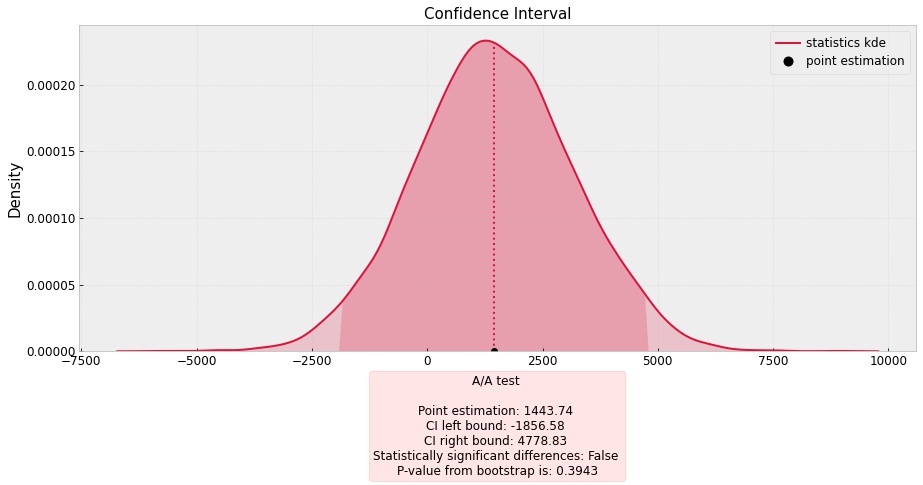 Confidence Interval
statistics kde
point estimation
Density
0.00020
0.00015
0.00010
0.00005
0.00000
−7500 −5000 −2500 0 2500 5000 7500 10000
A/A test
Point estimation: 1443.74
CI left bound: -1856.58
CI right bound: 4778.83
Statistically significant differences: False
P-value from bootstrap is: 0.3943